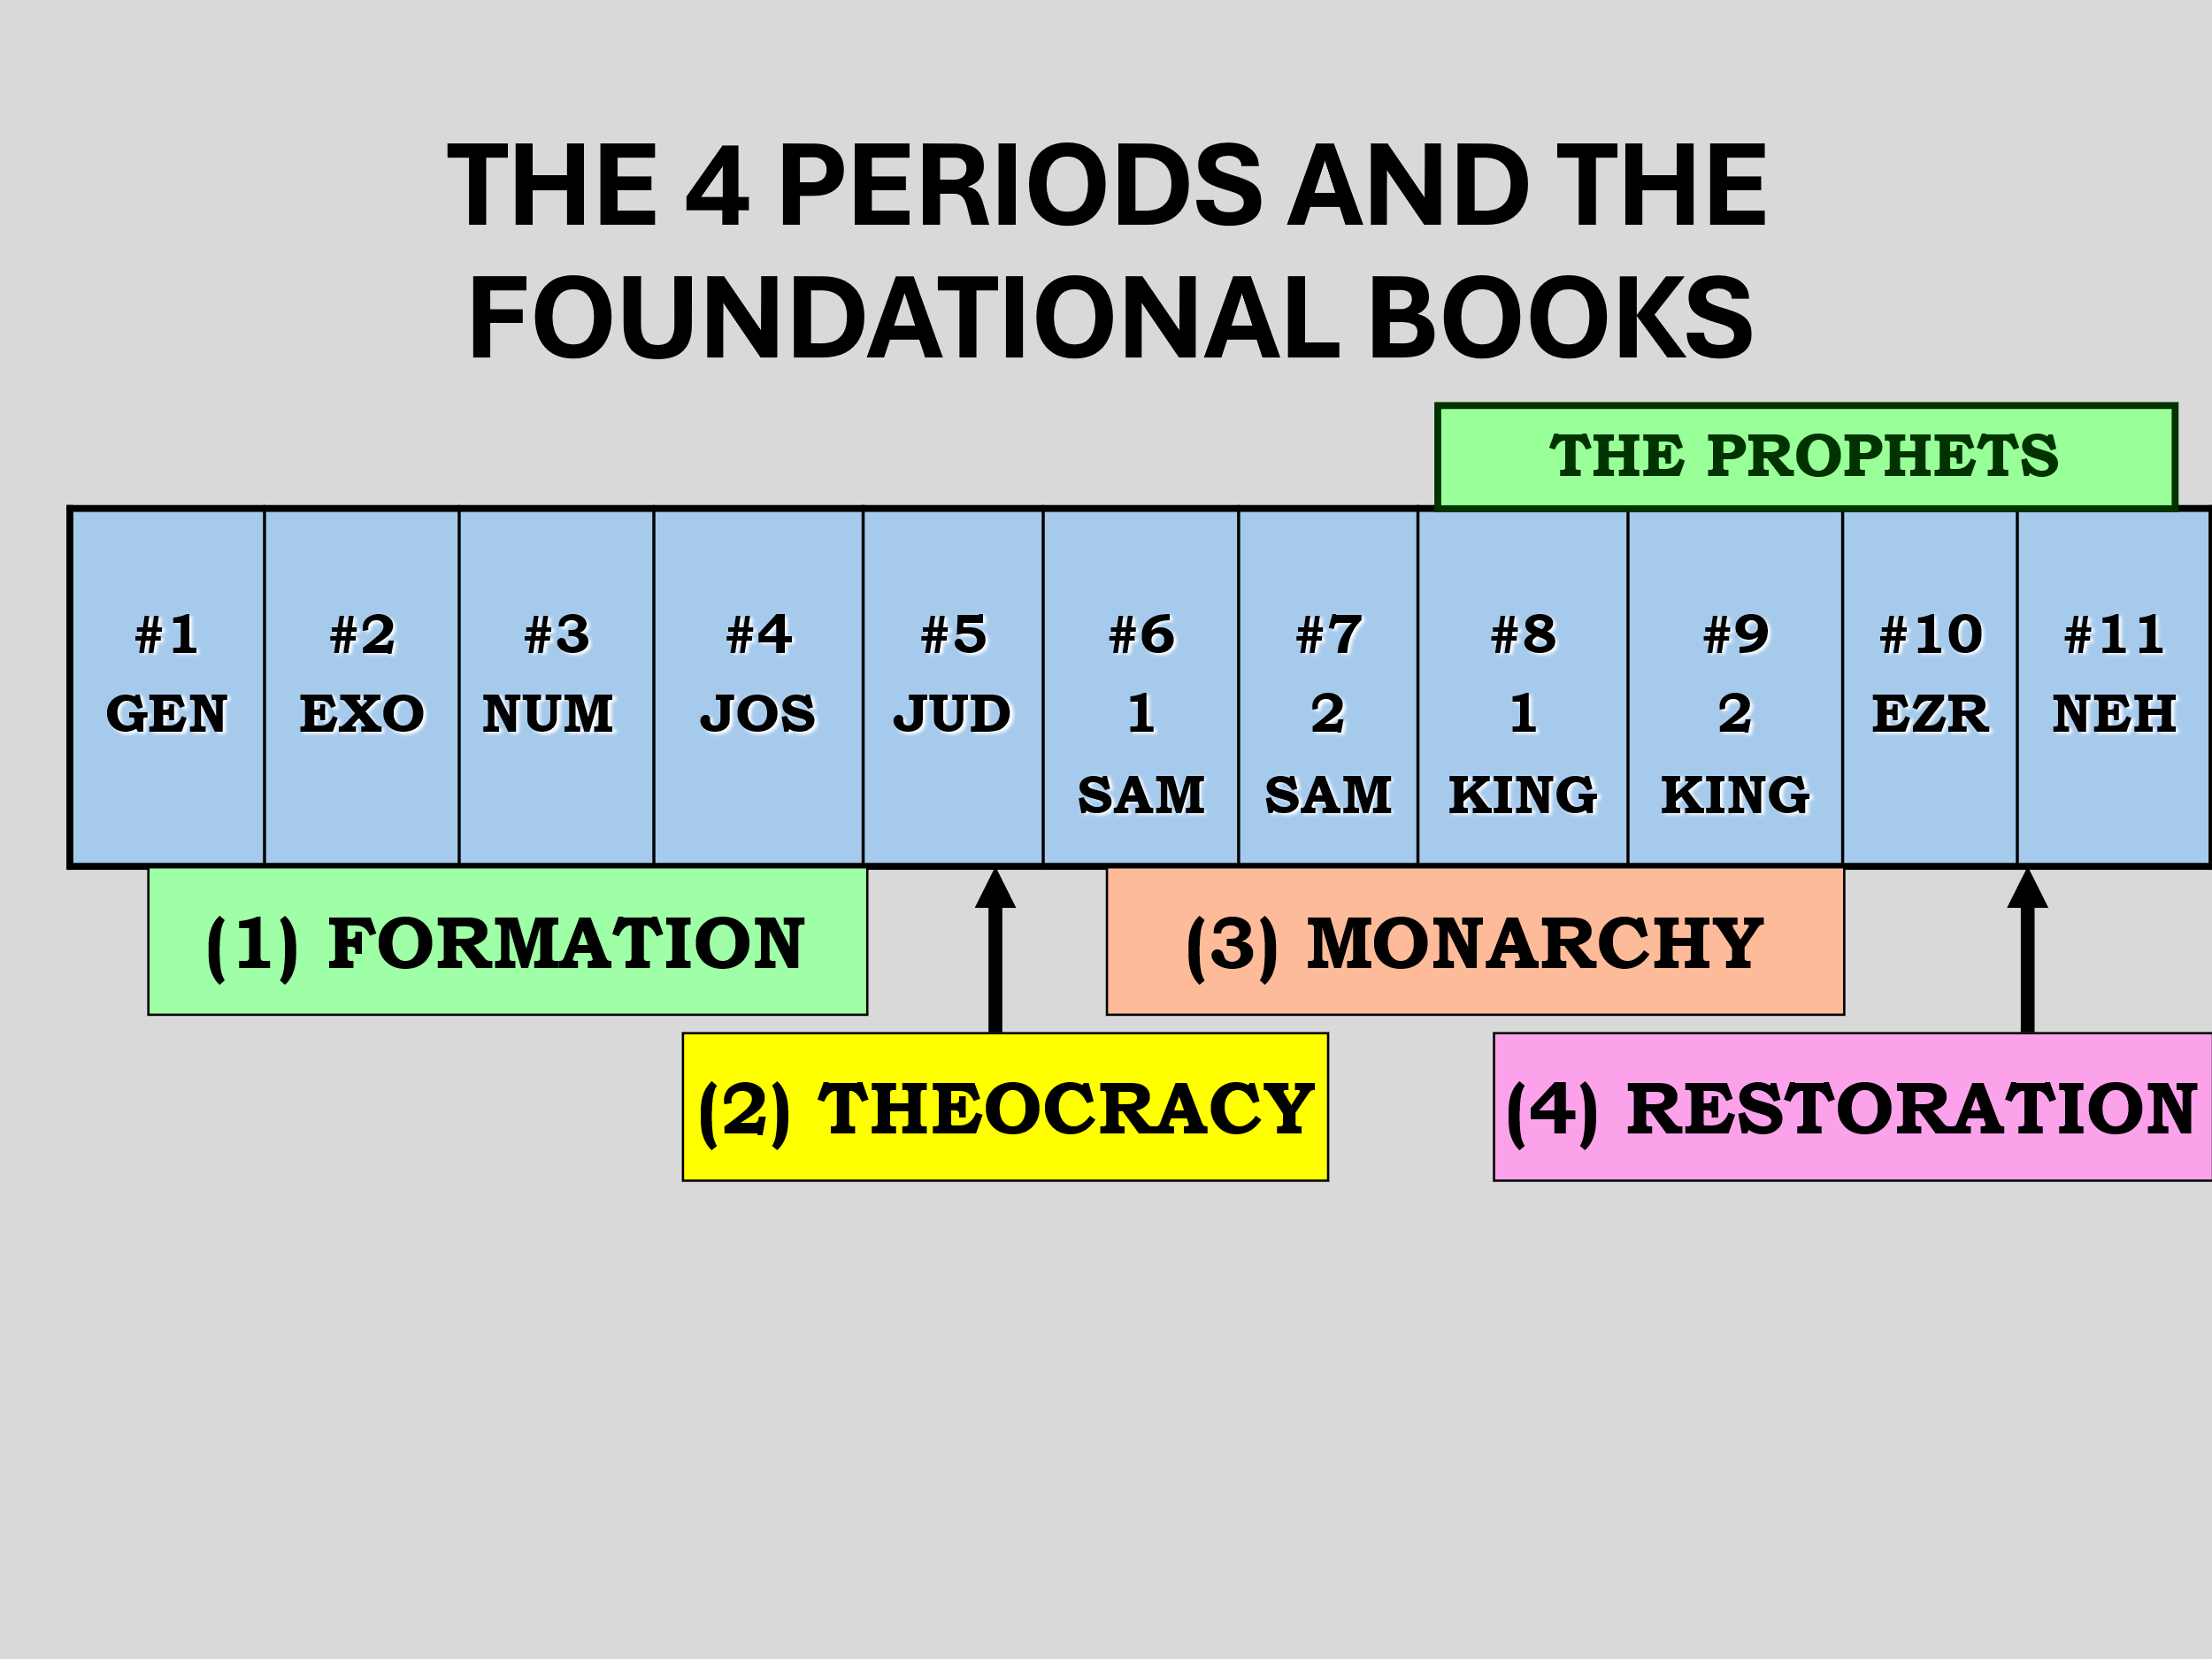 THE 4 PERIODS AND THE
FOUNDATIONAL BOOKS
THE PROPHETS
#1 #2 #3 #4 #5 #6 #7 #8 #9 #10 #11
GEN EXO NUM JOS JUD 1 2 1 2 EZR NEH
SAM SAM KING KING
(1) FORMATION (3) MONARCHY
(2) THEOCRACY (4) RESTORATION